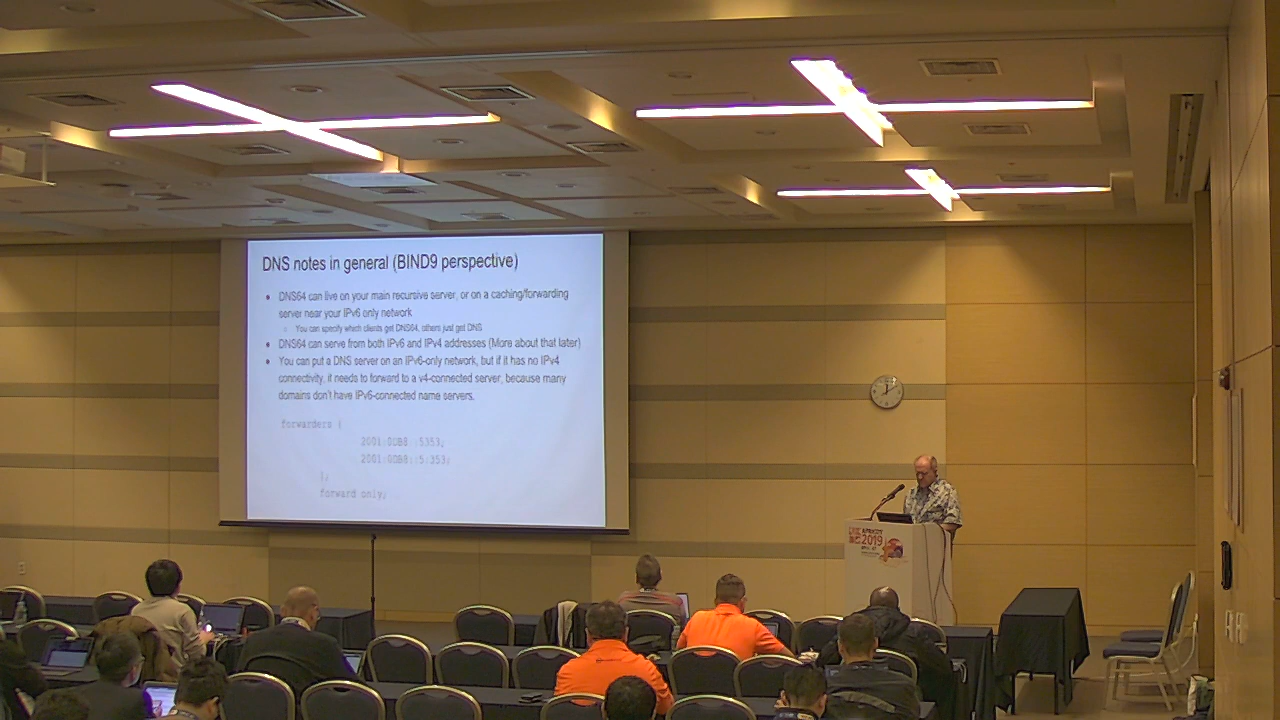 DNS notes in general (BIND9 perspective)
• DNS64 can live on your main recursive server, or on a caching/forwarding
server near your IPv6 only network
○ You can specify which clients get DNS64, others just get DNS
• DNS64 can serve from both IPv6 and IPv4 addresses (More about that later)
• You can put a DNS server on an IPv6-only network, but if it has no IPv4
connectivity, if needs to forward to a v4-connected server, because many
domains don't have IPv6-connected name servers.
forwarders {
2001:0DB8::5353;
2001:0DB8::5:353;
};
forward only;
APRICOT
2019